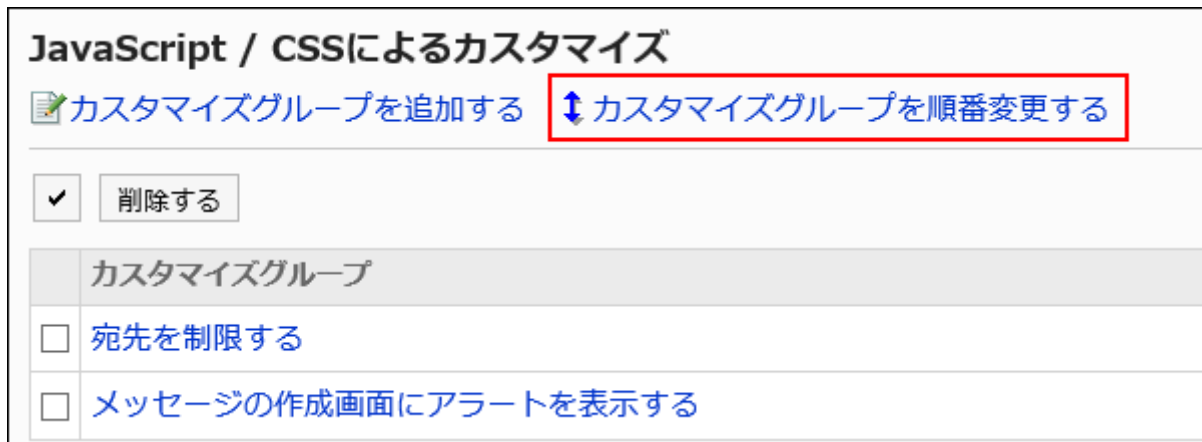 JavaScript / CSSによるカスタマイズ
カスタマイズグループを追加する カスタマイズグループを順番変更する
削除する
カスタマイズグループ
宛先を制限する
メッセージの作成画面にアラートを表示する